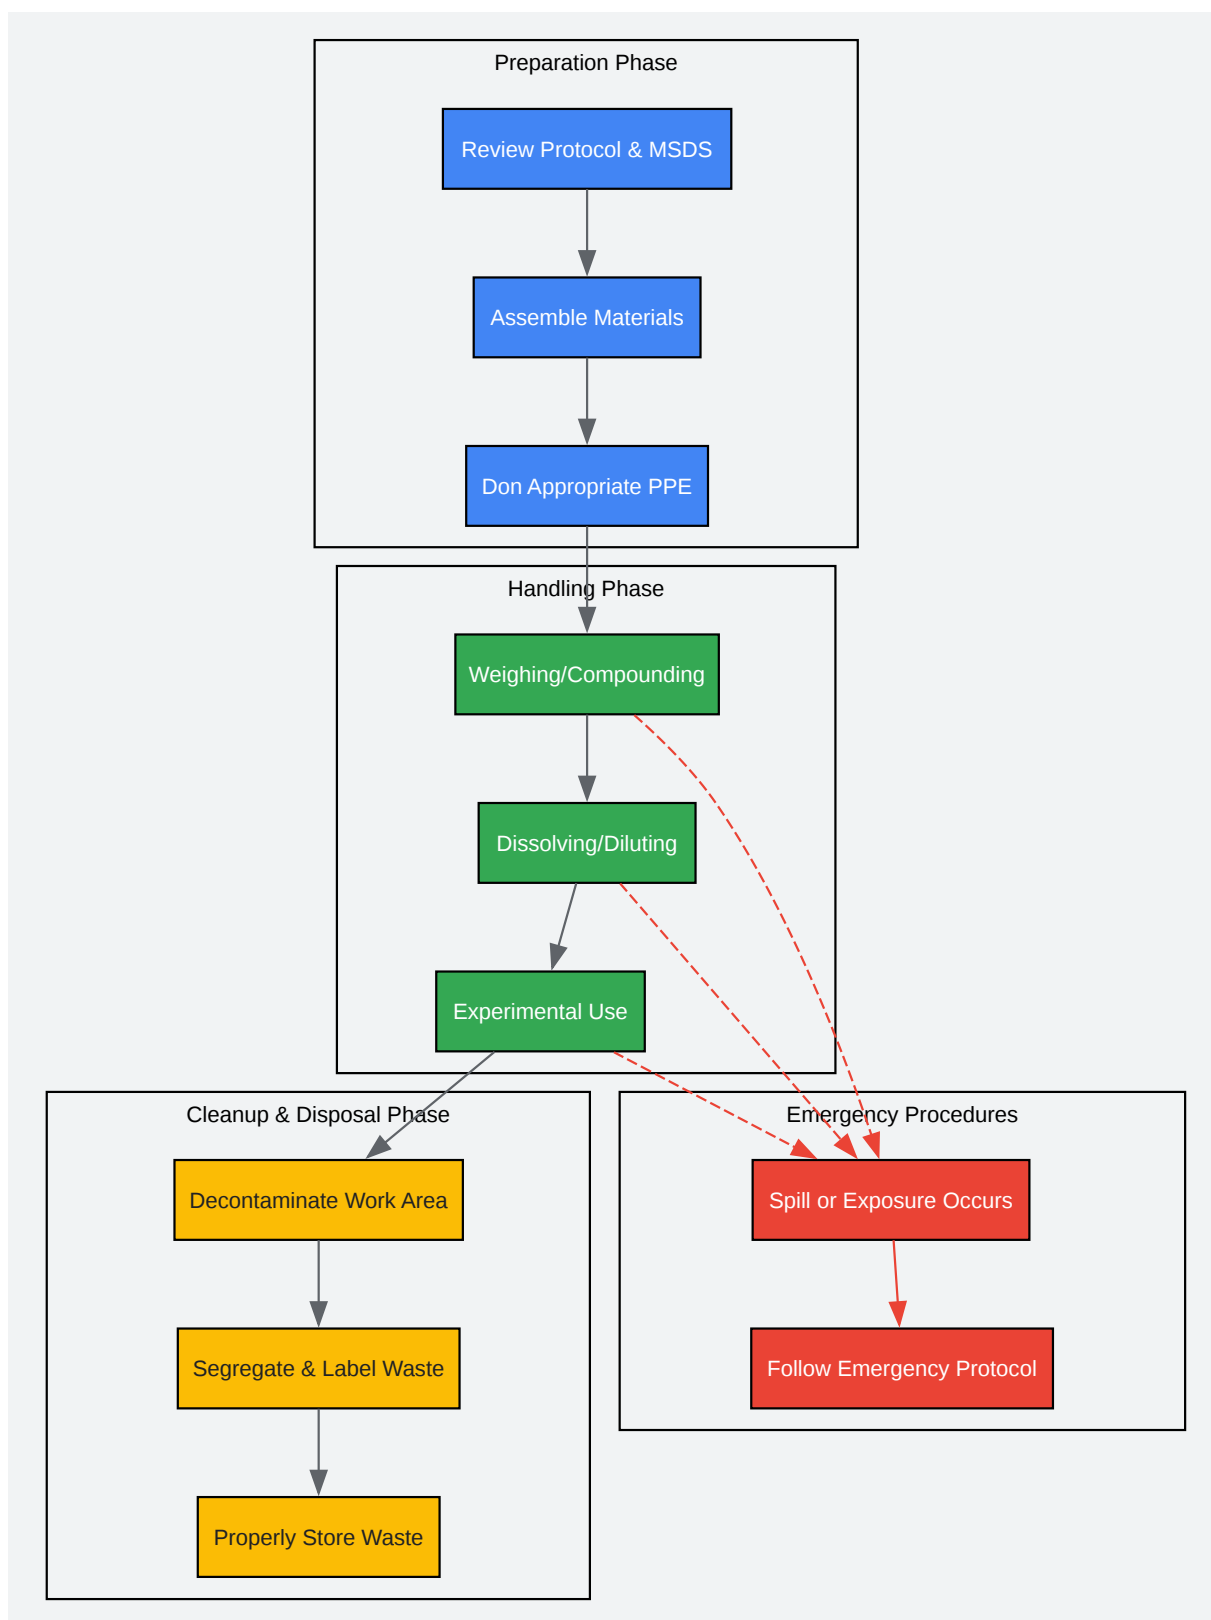 Preparation Phase
Review Protocol & MSDS
Assemble Materials
Don Appropriate PPE
Handling Phase
Weighing/Compounding
Dissolving/Diluting
Experimental Use
Cleanup & Disposal Phase
Decontaminate Work Area
Segregate & Label Waste
Properly Store Waste
Emergency Procedures
Spill or Exposure Occurs
Follow Emergency Protocol